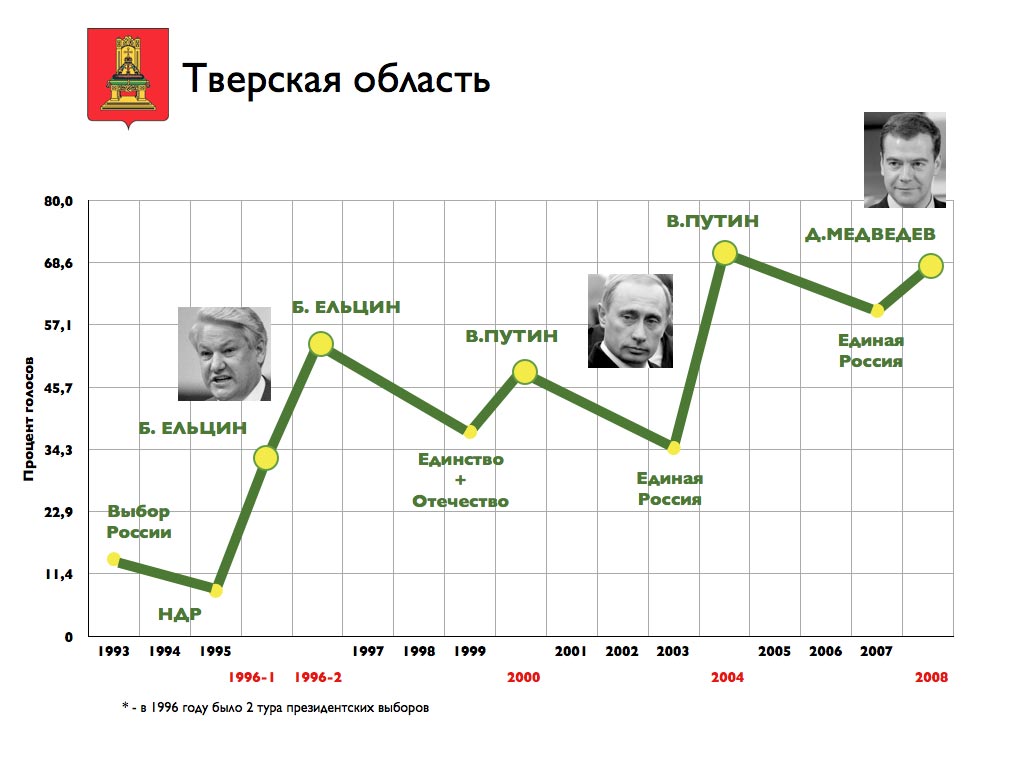 Тверская область
80,0
68,6
57,1
45,7
34,3
22,9
11,4
0
Процент голосов
Выбор
России
НДР
Б. ЕЛЬЦИН
Б. ЕЛЬЦИН
Единство
+
Отечество
В.ПУТИН
Единая
Россия
В.ПУТИН
Единая
Россия
Д.МЕДВЕДЕВ
1993 1994 1995 1997 1998 1999 2001 2002 2003 2005 2006 2007
1996-1 1996-2 2000 2004 2008
* - в 1996 году было 2 тура президентских выборов